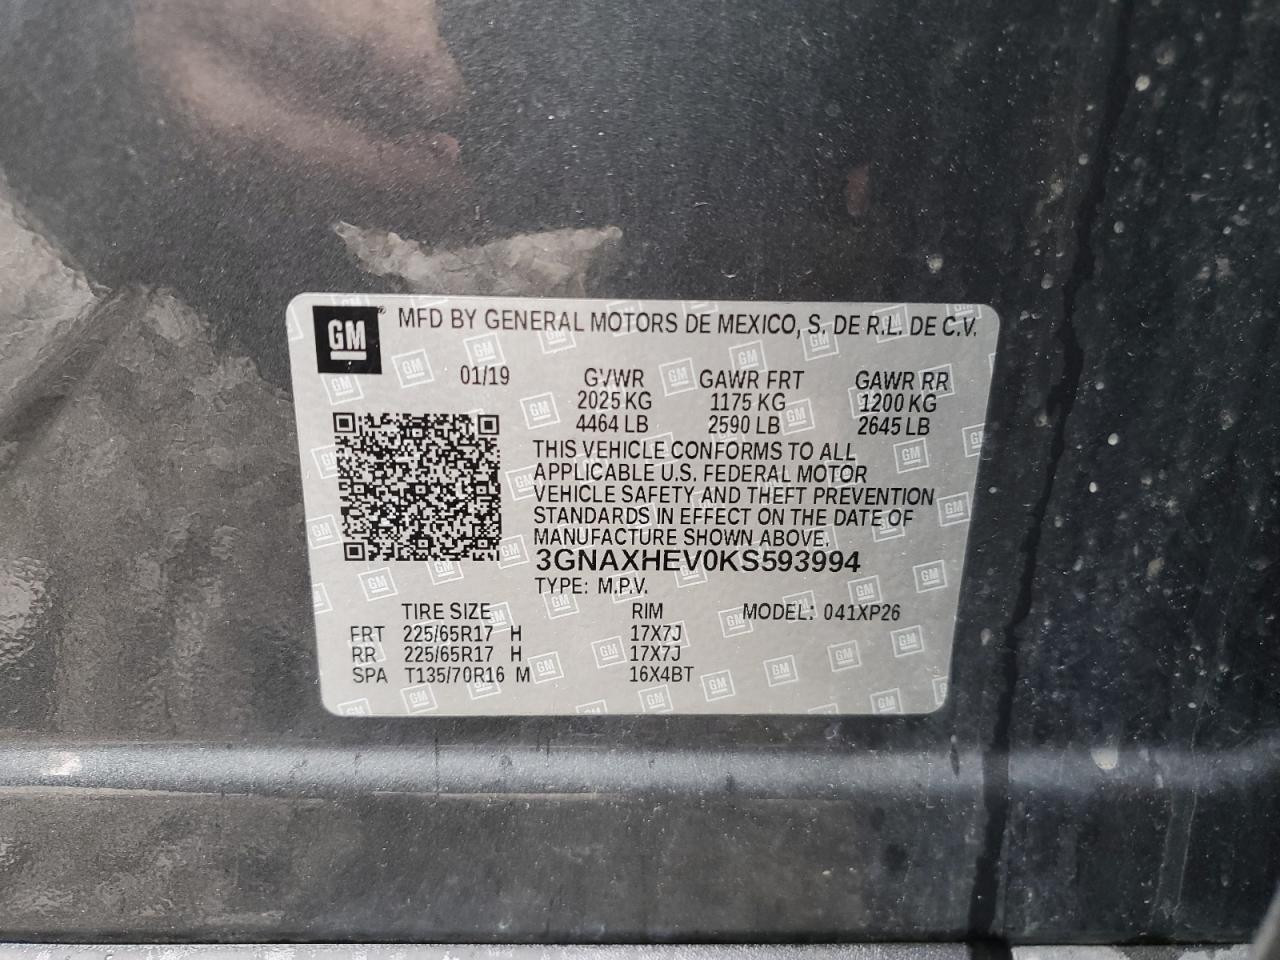 GM ® MFD BY GENERAL MOTORS DE MEXICO, S. DE R.L. DE C.V.
01/19 GVWR GAWR FRT GAWR RR
2025 KG 1175 KG 1200 KG
4464 LB 2590 LB 2645 LB
THIS VEHICLE CONFORMS TO ALL
APPLICABLE U.S. FEDERAL MOTOR
VEHICLE SAFETY AND THEFT PREVENTION
STANDARDS IN EFFECT ON THE DATE OF
MANUFACTURE SHOWN ABOVE.
3GNAXHEV0KS593994
TYPE: M.P.V.
TIRE SIZE RIM MODEL: 041XP26
FRT 225/65R17 H 17X7J
RR 225/65R17 H 17X7J
SPA T135/70R16 M 16X4BT